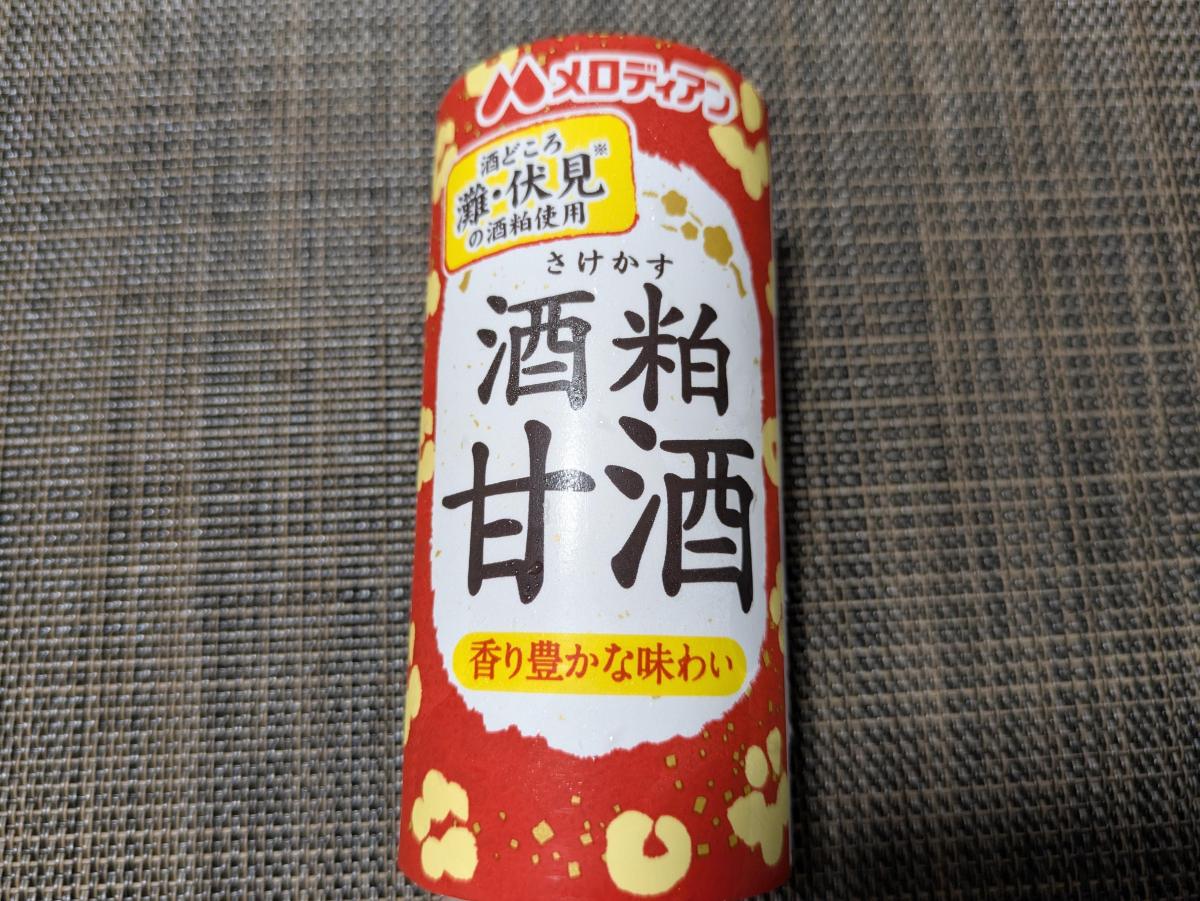 メロディアン
酒どころ
灘・伏見※
の酒粕使用
さけかす
酒粕
甘酒
香り豊かな味わい